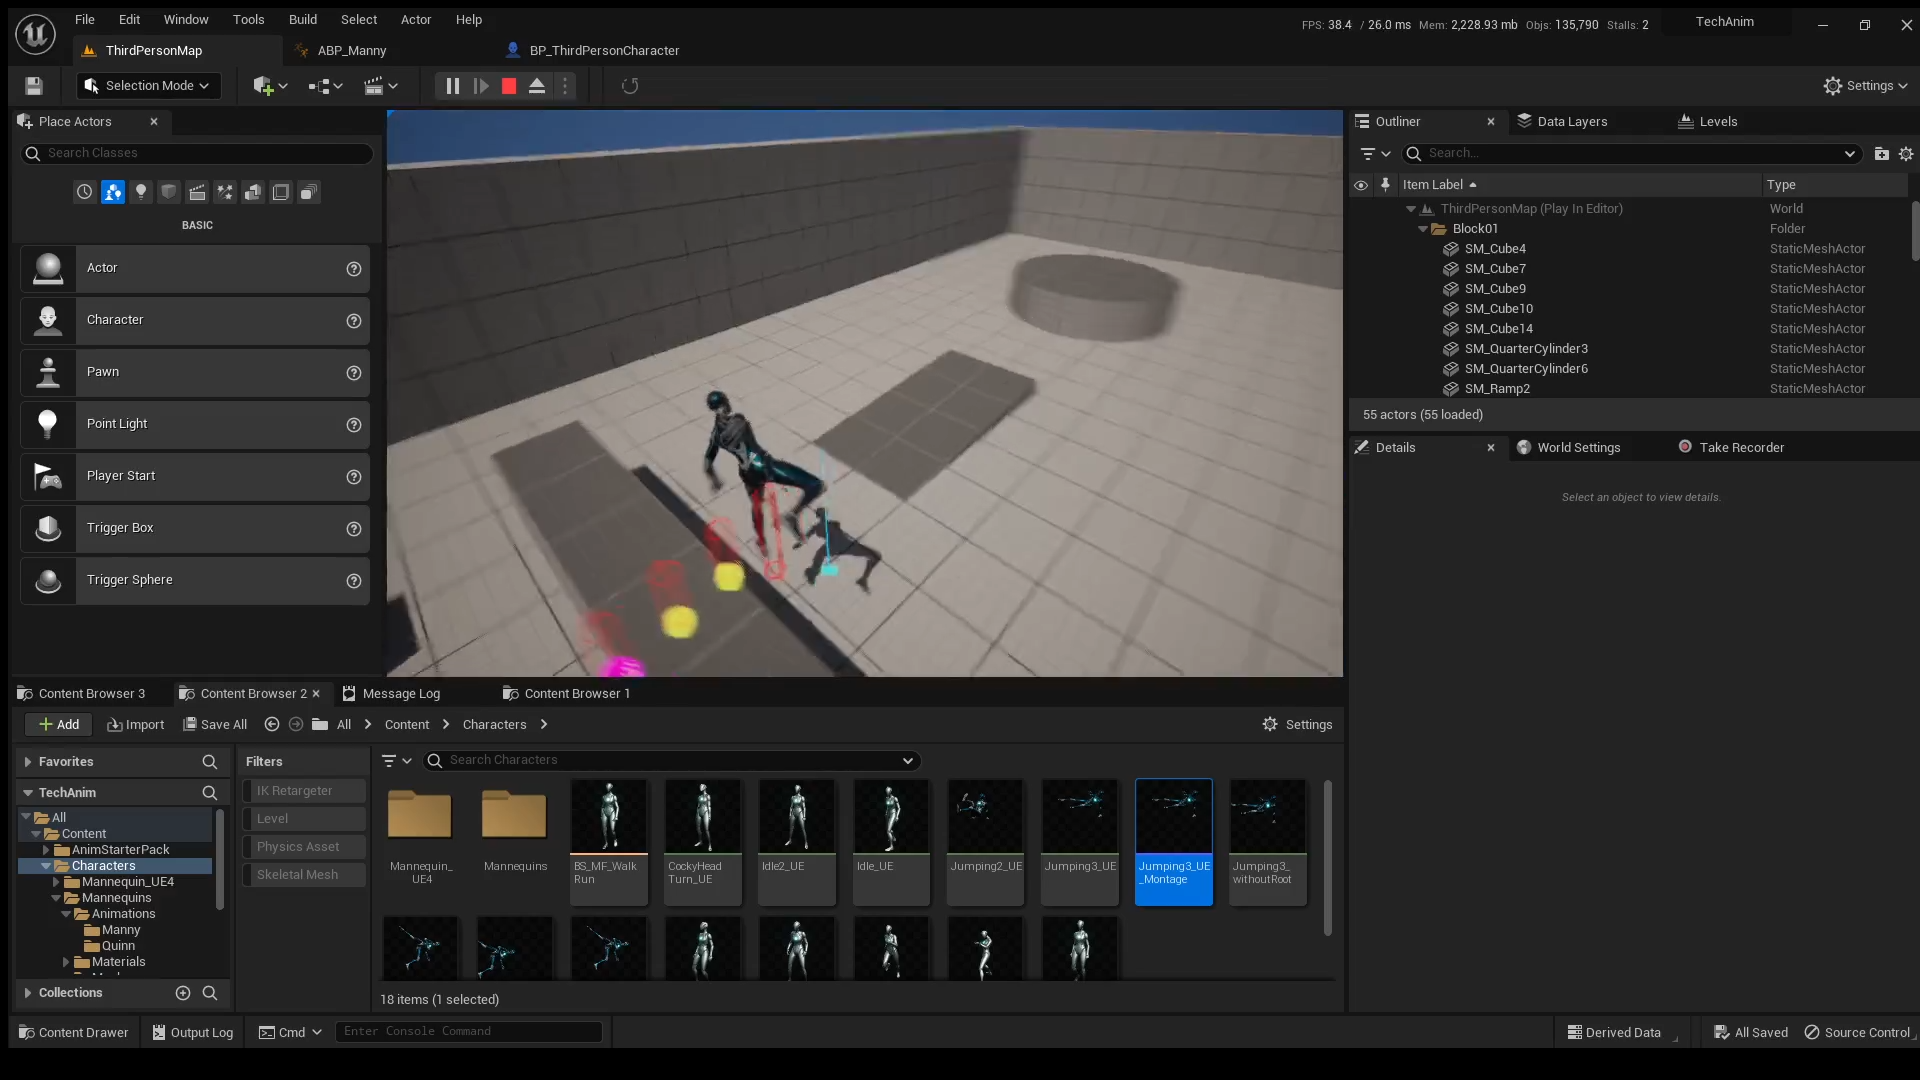 File Edit Window Tools Build Select Actor Help
FPS: 38.4 / 26.0 ms Mem: 2,228.93 mb Objs: 135,790 Stalls: 2
TechAnim
ThirdPersonMap
ABP_Manny
BP_ThirdPersonCharacter
Selection Mode
Settings
Place Actors
Search Classes
BASIC
Actor
Character
Pawn
Point Light
Player Start
Trigger Box
Trigger Sphere
Outliner
Data Layers
Levels
Search...
Item Label
Type
ThirdPersonMap (Play In Editor) World
Block01 Folder
SM_Cube4 StaticMeshActor
SM_Cube7 StaticMeshActor
SM_Cube9 StaticMeshActor
SM_Cube10 StaticMeshActor
SM_Cube14 StaticMeshActor
SM_QuarterCylinder3 StaticMeshActor
SM_QuarterCylinder6 StaticMeshActor
SM_Ramp2 StaticMeshActor
55 actors (55 loaded)
Details
World Settings
Take Recorder
Select an object to view details.
Content Browser 3
Content Browser 2
Message Log
Content Browser 1
Add
Import
Save All
All
Content
Characters
Settings
Favorites
TechAnim
All
Content
AnimStarterPack
Characters
Mannequin_UE4
Mannequins
Animations
Manny
Quinn
Materials
Collections
Filters
IK Retargeter
Level
Physics Asset
Skeletal Mesh
Search Characters
Mannequin_
UE4
Mannequins
BS_MF_Walk
Run
CockyHead
Turn_UE
Idle2_UE
Idle_UE
Jumping2_UE
Jumping3_UE
Jumping3_UE
_Montage
Jumping3_
withoutRoot
18 items (1 selected)
Content Drawer
Output Log
Cmd
Enter Console Command
Derived Data
All Saved
Source Control